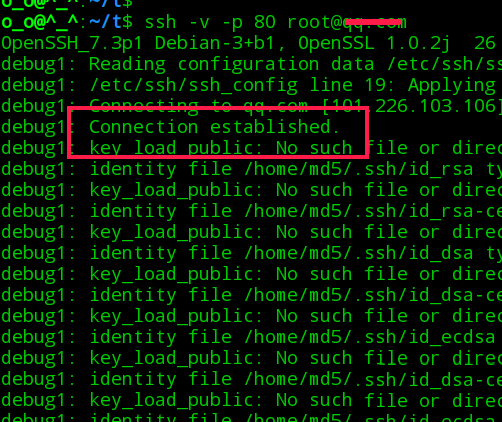 o_o@^_^:~/t$
o_o@^_^:~/t$ ssh -v -p 80 root@qq.com
OpenSSH_7.3p1 Debian-3+b1, OpenSSL 1.0.2j 26
debug1: Reading configuration data /etc/ssh/ss
debug1: /etc/ssh/ssh_config line 19: Applying
debug1: Connecting to qq.com [101.226.103.106]
debug1: Connection established.
debug1: key_load_public: No such file or direc
debug1: identity file /home/md5/.ssh/id_rsa ty
debug1: key_load_public: No such file or direc
debug1: identity file /home/md5/.ssh/id_rsa-ce
debug1: key_load_public: No such file or direc
debug1: identity file /home/md5/.ssh/id_dsa ty
debug1: key_load_public: No such file or direc
debug1: identity file /home/md5/.ssh/id_dsa-ce
debug1: key_load_public: No such file or direc
debug1: identity file /home/md5/.ssh/id_ecdsa
debug1: key_load_public: No such file or direc
debug1: identity file /home/md5/.ssh/id_dsa-ce
debug1: key_load_public: No such file or direc
debug1: identity file /home/md5/.ssh/id_ecdsa